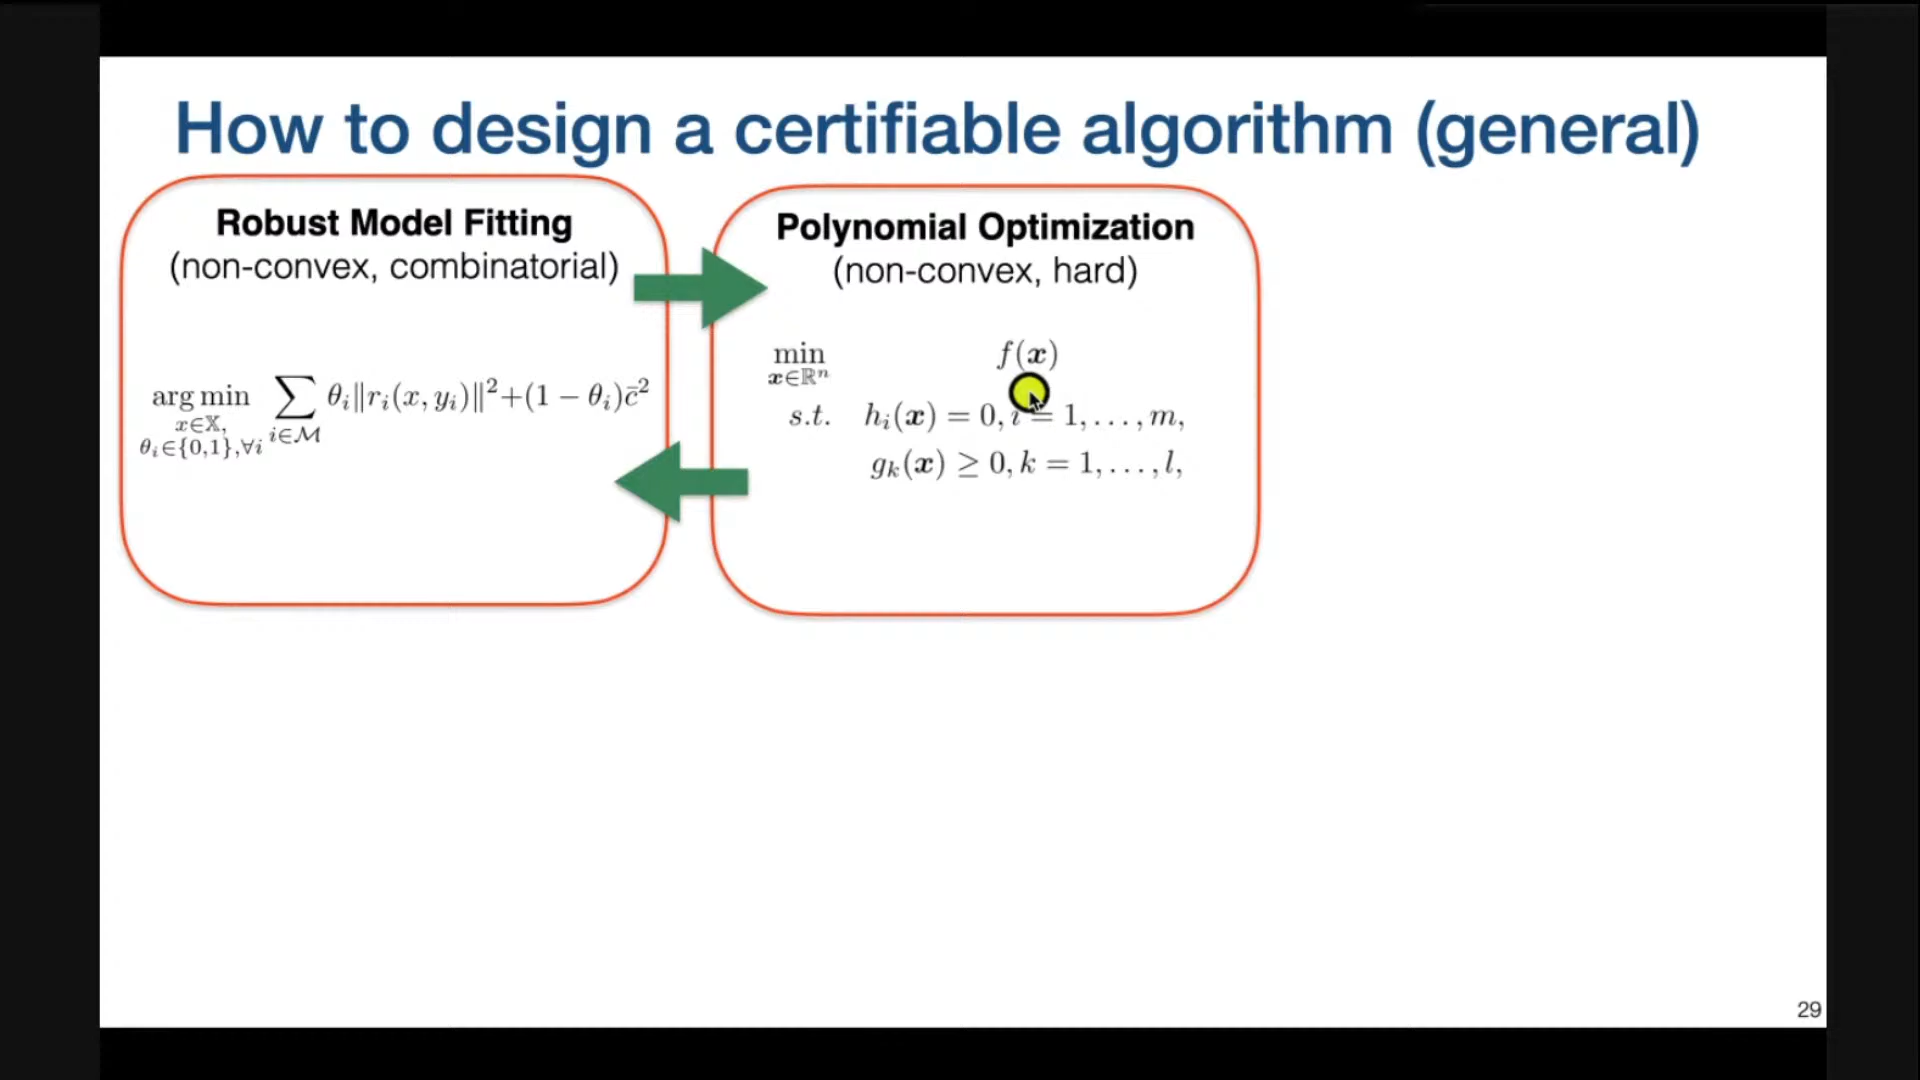 How to design a certifiable algorithm (general)
Robust Model Fitting
(non-convex, combinatorial)
arg min ∑ θᵢ‖rᵢ(x, yᵢ)‖²+(1 − θᵢ)c̄²
x∈𝕏,
θᵢ∈{0,1},∀i i∈ℳ
Polynomial Optimization
(non-convex, hard)
min f(𝒙)
𝒙∈ℝⁿ
s.t. hᵢ(𝒙) = 0, i = 1, . . . , m,
gₖ(𝒙) ≥ 0, k = 1, . . . , l,
29